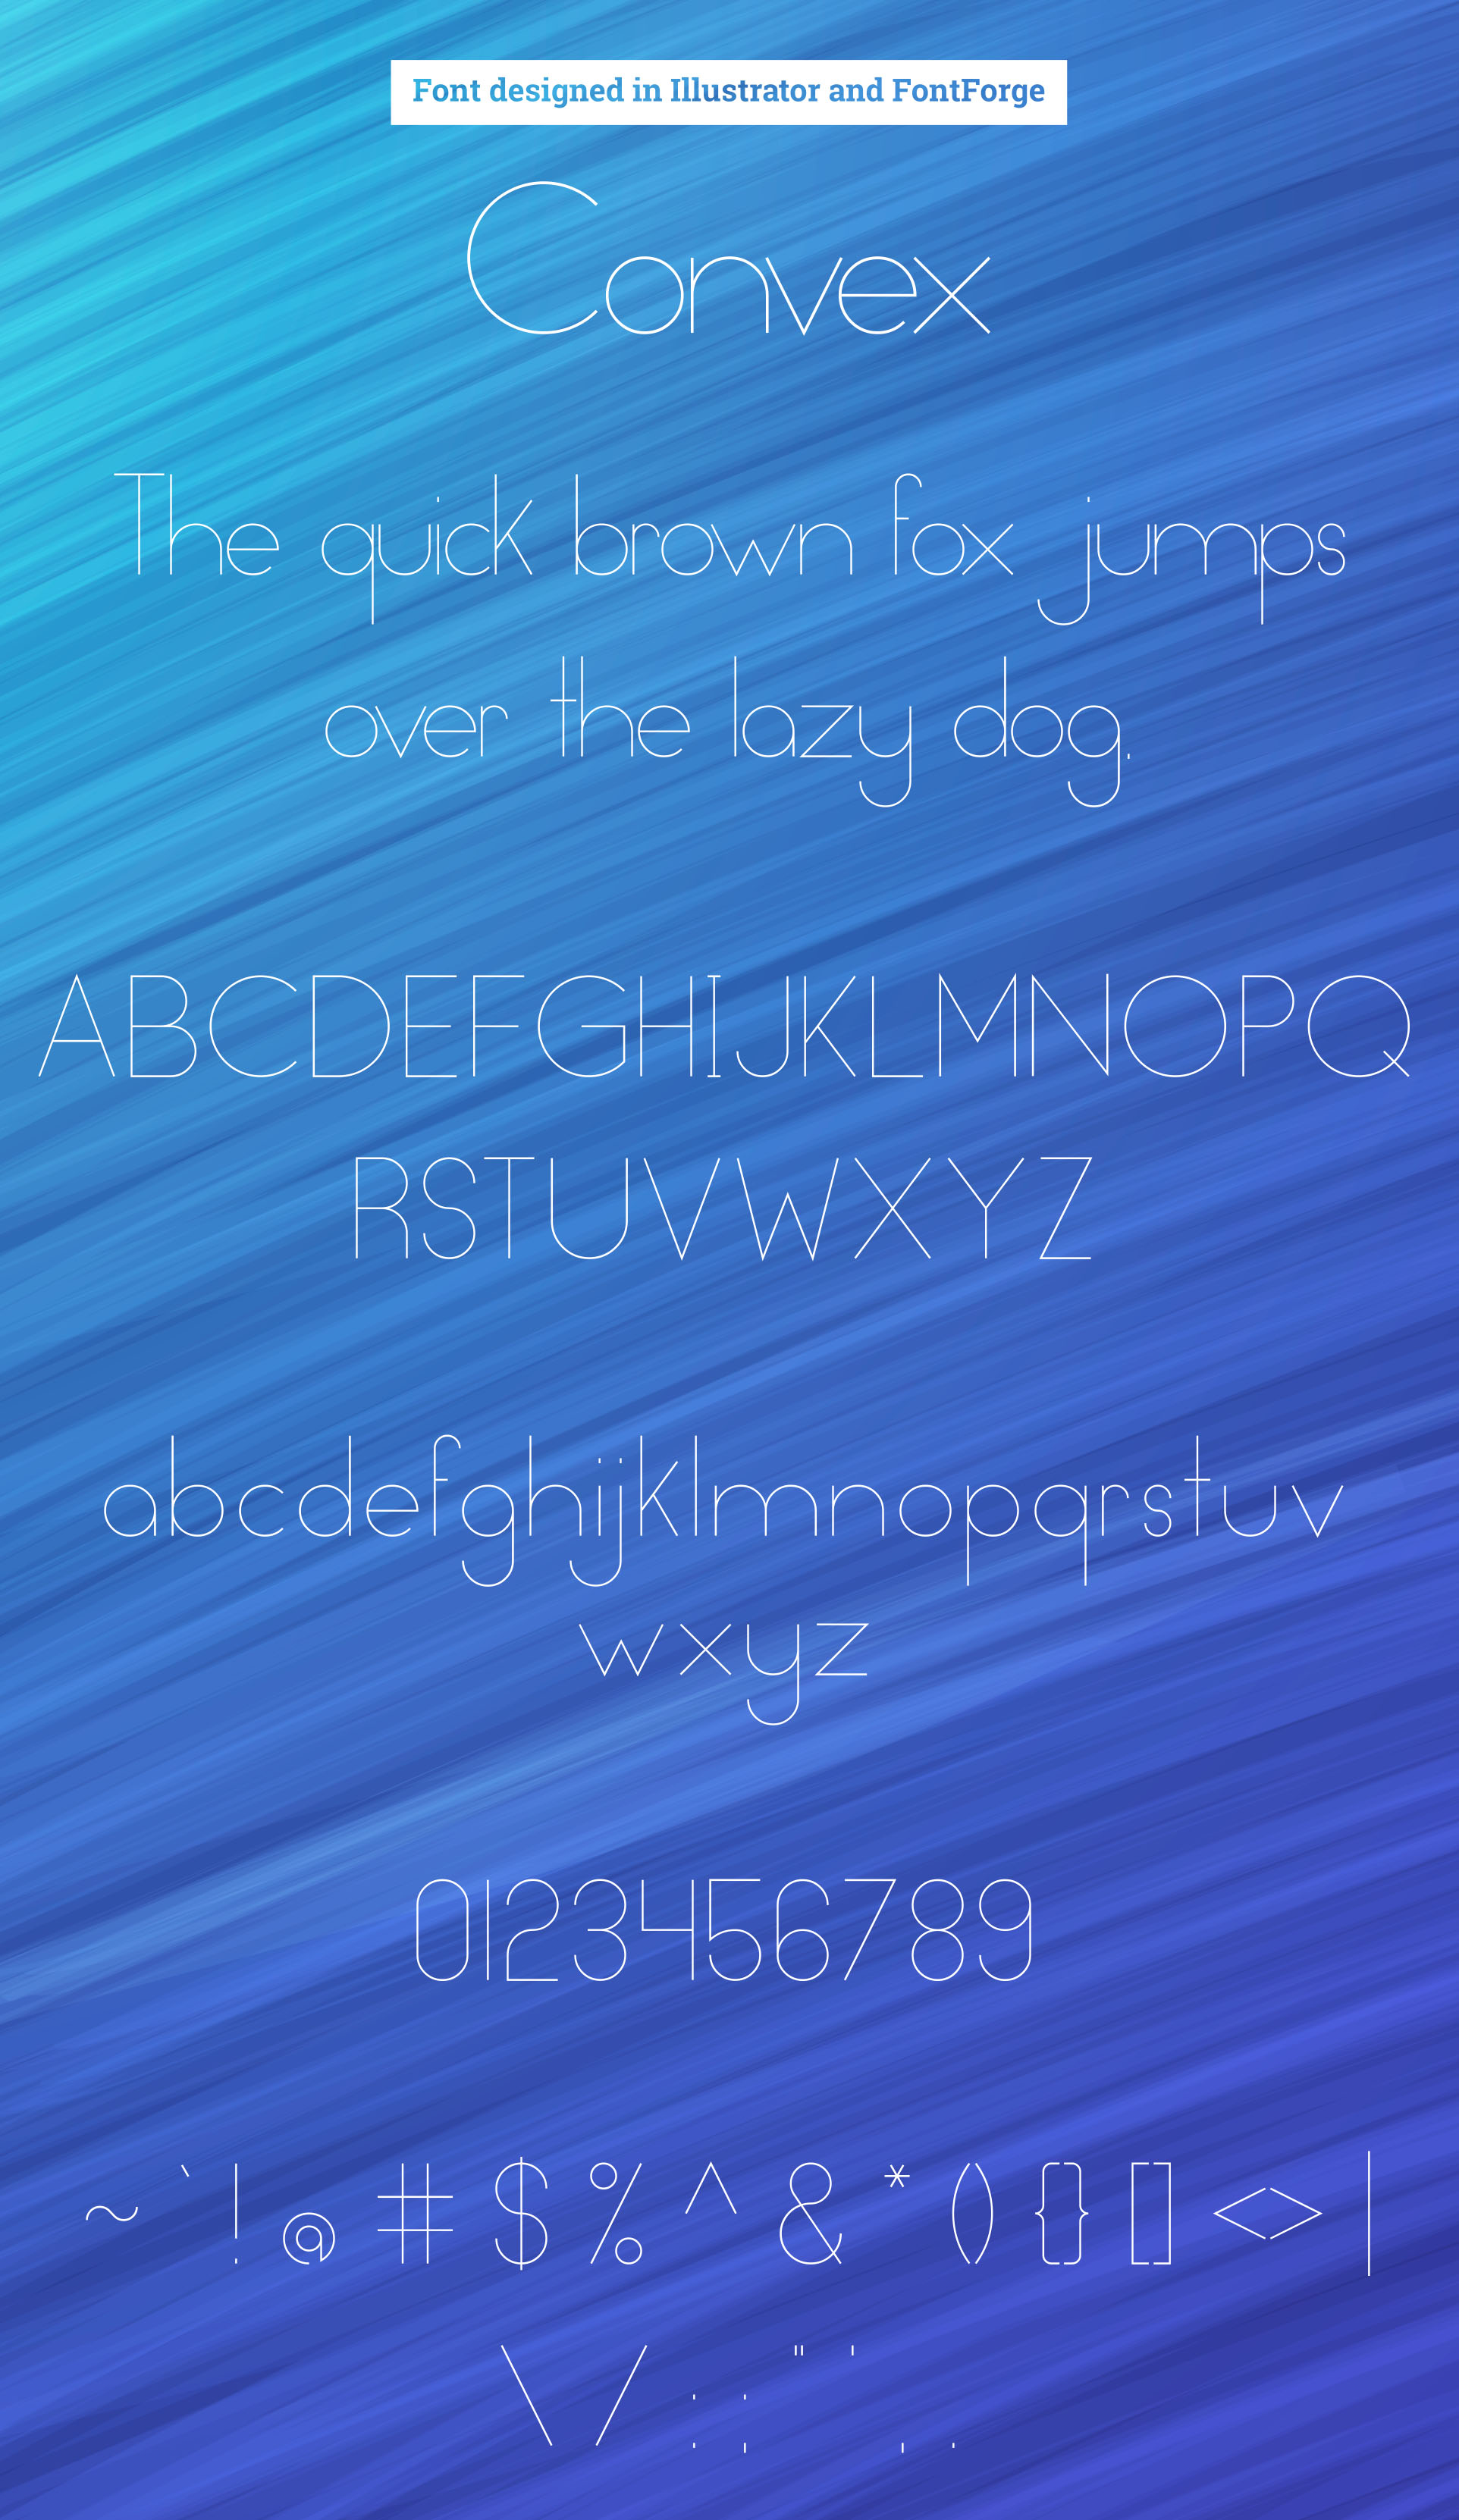 Font designed in Illustrator and FontForge
Convex
The quick brown fox jumps
over the lazy dog.
ABCDEFGHIJKLMNOPQ
RSTUVWXYZ
abcdefghijklmnopqrstuv
wxyz
0123456789
~ ` ! @ # $ % ^ & * ( ) { } [ ] < > |
\ / : ; " ' , .